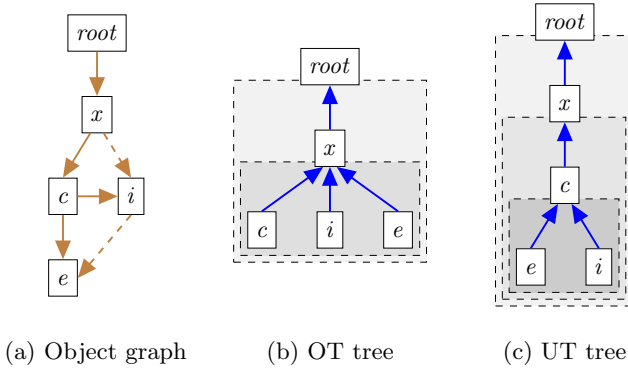 root
x
c
i
e
(a) Object graph
root
x
c
i
e
(b) OT tree
root
x
c
e
i
(c) UT tree